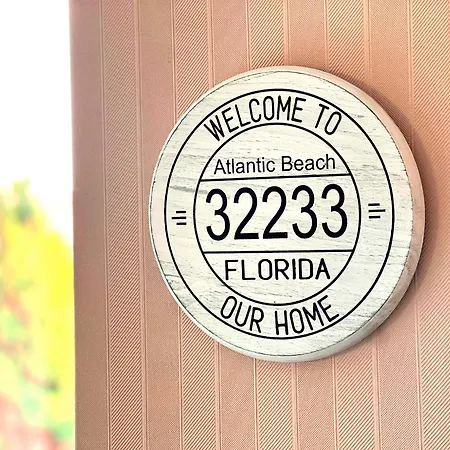 WELCOME TO
Atlantic Beach
32233
FLORIDA
OUR HOME